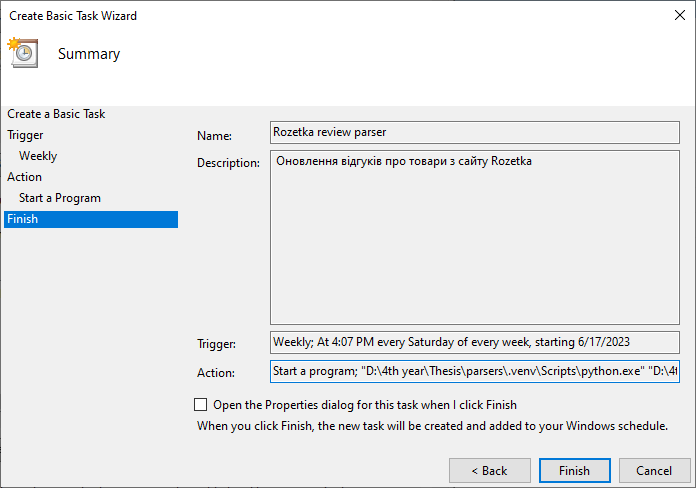 Create Basic Task Wizard
Summary
Create a Basic Task
Trigger
Weekly
Action
Start a Program
Finish
Name:
Rozetka review parser
Description:
Оновлення відгуків про товари з сайту Rozetka
Trigger:
Weekly; At 4:07 PM every Saturday of every week, starting 6/17/2023
Action:
Start a program; "D:\4th year\Thesis\parsers\.venv\Scripts\python.exe" "D:\4t
Open the Properties dialog for this task when I click Finish
When you click Finish, the new task will be created and added to your Windows schedule.
< Back
Finish
Cancel